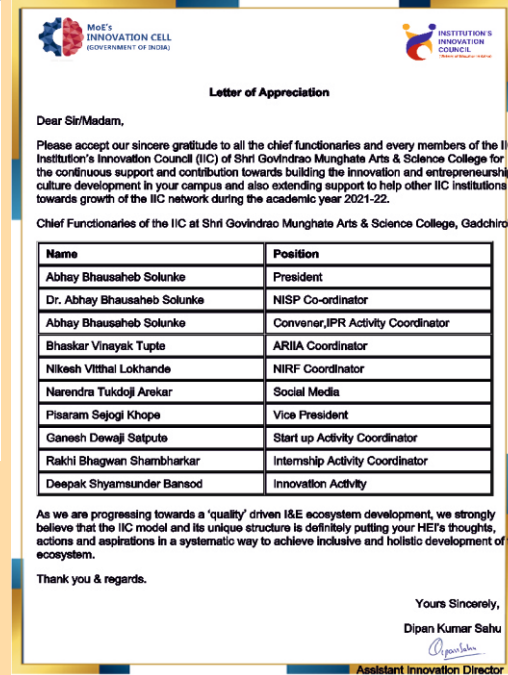 MoE's
INNOVATION CELL
(GOVERNMENT OF INDIA)
INSTITUTION'S
INNOVATION
COUNCIL
Letter of Appreciation
Dear Sir/Madam,
Please accept our sincere gratitude to all the chief functionaries and every members of the
Institution's Innovation Council (IIC) of Shri Govindrao Munghate Arts & Science College for
the continuous support and contribution towards building the innovation and entrepreneurshi
culture development in your campus and also extending support to help other IIC institutions
towards growth of the IIC network during the academic year 2021-22.
Chief Functionaries of the IIC at Shri Govindrao Munghate Arts & Science College, Gadchiro
Name Position
Abhay Bhausaheb Solunke President
Dr. Abhay Bhausaheb Solunke NISP Co-ordinator
Abhay Bhausaheb Solunke Convener,IPR Activity Coordinator
Bhaskar Vinayak Tupte ARIIA Coordinator
Nikesh Vitthal Lokhande NIRF Coordinator
Narendra Tukdoji Arekar Social Media
Pisaram Sejogi Khope Vice President
Ganesh Dewaji Satpute Start up Activity Coordinator
Rakhi Bhagwan Shambharkar Internship Activity Coordinator
Deepak Shyamsunder Bansod Innovation Activity
As we are progressing towards a 'quality' driven I&E ecosystem development, we strongly
believe that the IIC model and its unique structure is definitely putting your HEI's thoughts,
actions and aspirations in a systematic way to achieve inclusive and holistic development of
ecosystem.
Thank you & regards.
Yours Sincerely,
Dipan Kumar Sahu
Dipan Sahu
Assistant Innovation Director